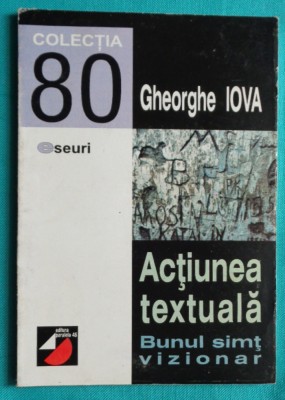 COLECȚIA
80
eseuri
Gheorghe IOVA
Acțiunea
textuală
Bunul simț
vizionar
editura
paralela 45